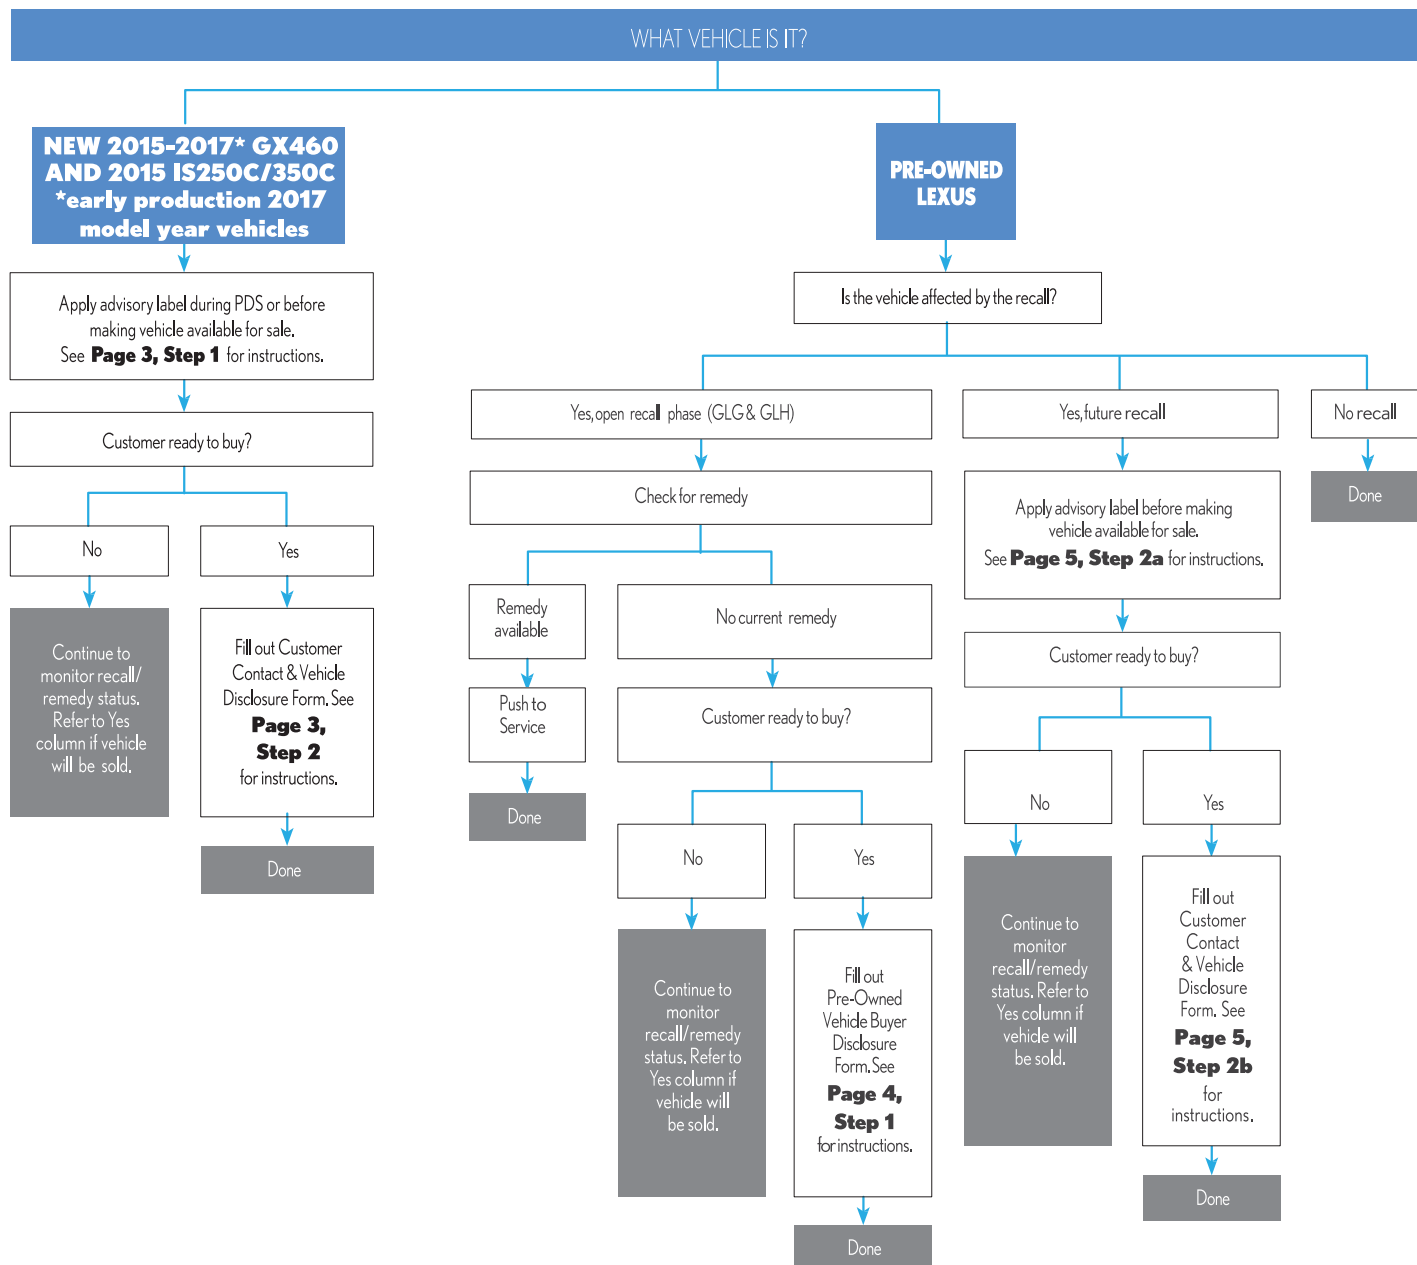 WHAT VEHICLE IS IT?
NEW 2015-2017* GX460
AND 2015 IS250C/350C
*early production 2017
model year vehicles
Apply advisory label during PDS or before
making vehicle available for sale.
See Page 3, Step 1 for instructions.
Customer ready to buy?
No
Yes
Continue to
monitor recall/
remedy status.
Refer to Yes
column if vehicle
will be sold.
Fill out Customer
Contact & Vehicle
Disclosure Form. See
Page 3,
Step 2
for instructions.
Done
PRE-OWNED
LEXUS
Is the vehicle affected by the recall?
Yes, open recall phase (GLG & GLH)
Check for remedy
Remedy
available
Push to
Service
Done
No current remedy
Customer ready to buy?
No
Yes
Continue to
monitor
recall/remedy
status. Refer to
Yes column if
vehicle will
be sold.
Fill out
Pre-Owned
Vehicle Buyer
Disclosure
Form. See
Page 4,
Step 1
for instructions.
Done
Yes, future recall
Apply advisory label before making
vehicle available for sale.
See Page 5, Step 2a for instructions.
Customer ready to buy?
No
Yes
Continue to
monitor
recall/remedy
status. Refer to
Yes column if
vehicle will
be sold.
Fill out
Customer
Contact
& Vehicle
Disclosure
Form. See
Page 5,
Step 2b
for
instructions.
Done
No recall
Done